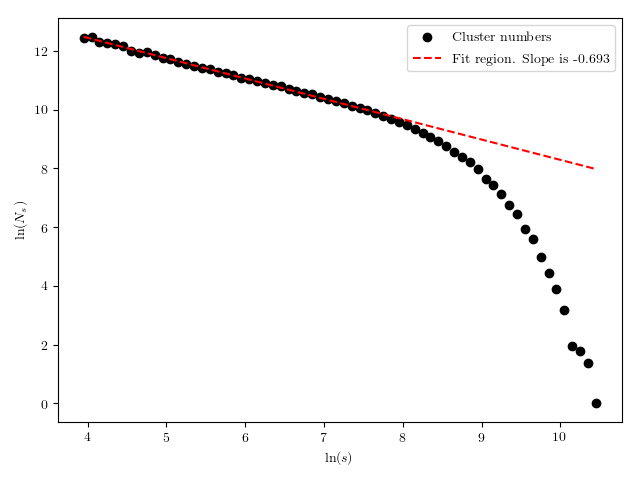 Cluster numbers
Fit region. Slope is -0.693
12
10
8
6
4
2
0
ln(N_s)
4 5 6 7 8 9 10
ln(s)